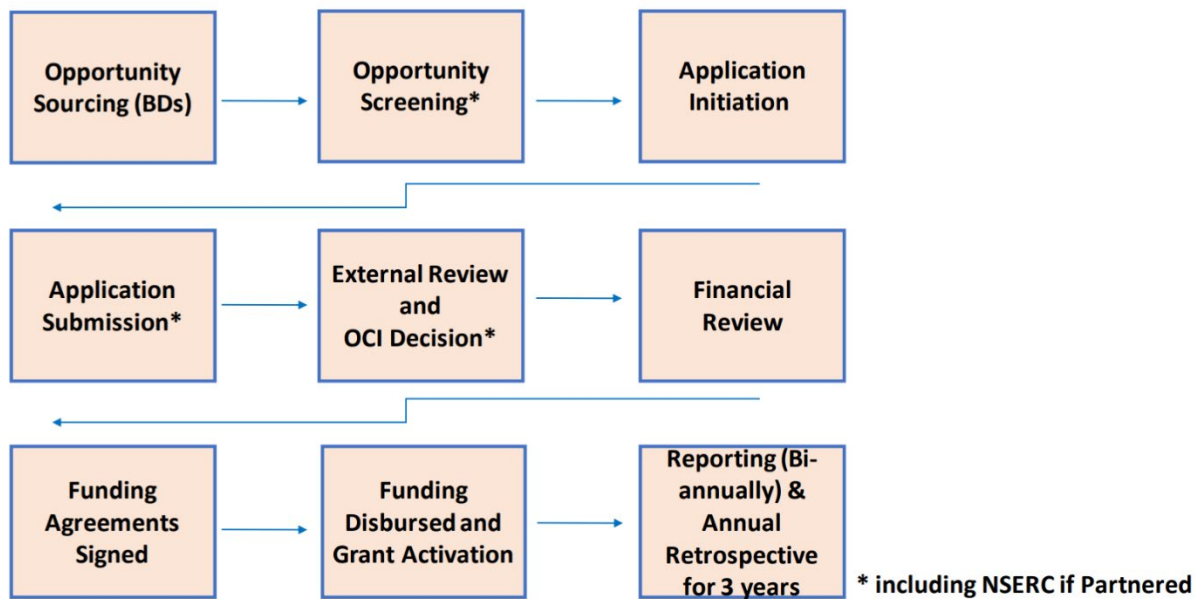 Opportunity
Sourcing (BDs)
Opportunity
Screening*
Application
Initiation
Application
Submission*
External Review
and
OCI Decision*
Financial
Review
Funding
Agreements
Signed
Funding
Disbursed and
Grant Activation
Reporting (Bi-
annually) &
Annual
Retrospective
for 3 years
* including NSERC if Partnered